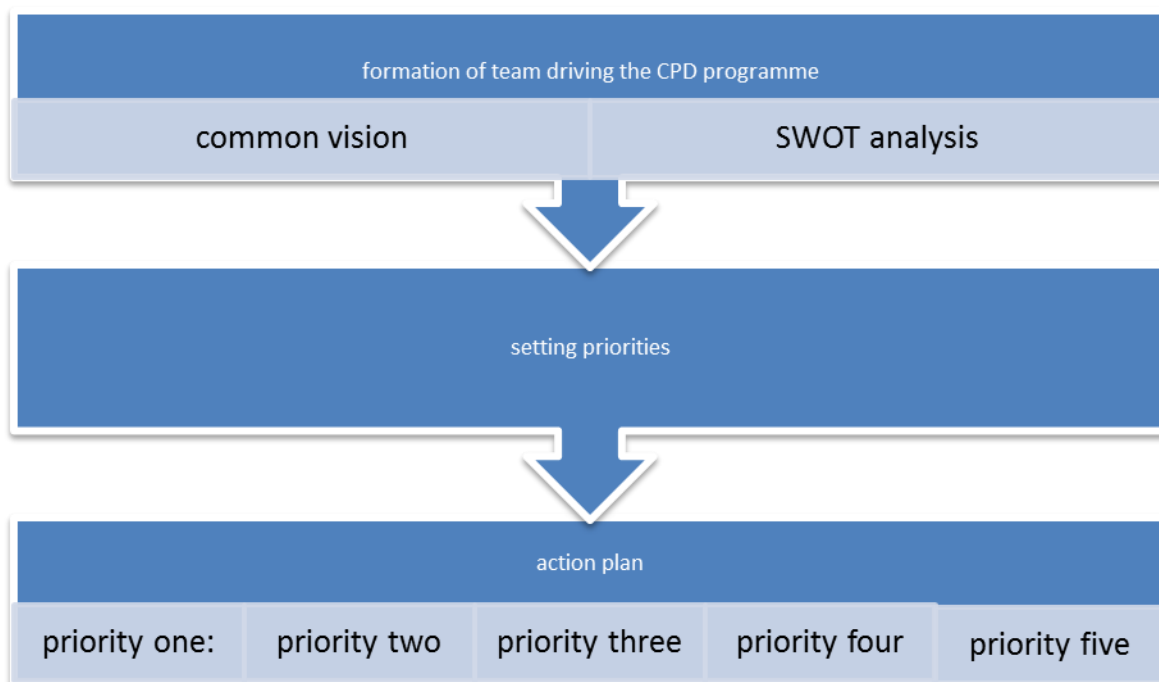 formation of team driving the CPD programme
common vision
SWOT analysis
setting priorities
action plan
priority one:
priority two
priority three
priority four
priority five